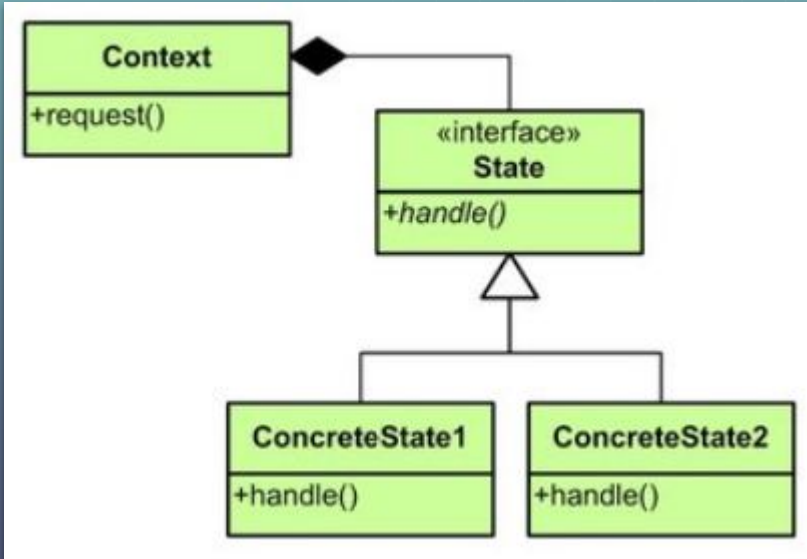 Context
+request()
«interface»
State
+handle()
ConcreteState1
+handle()
ConcreteState2
+handle()